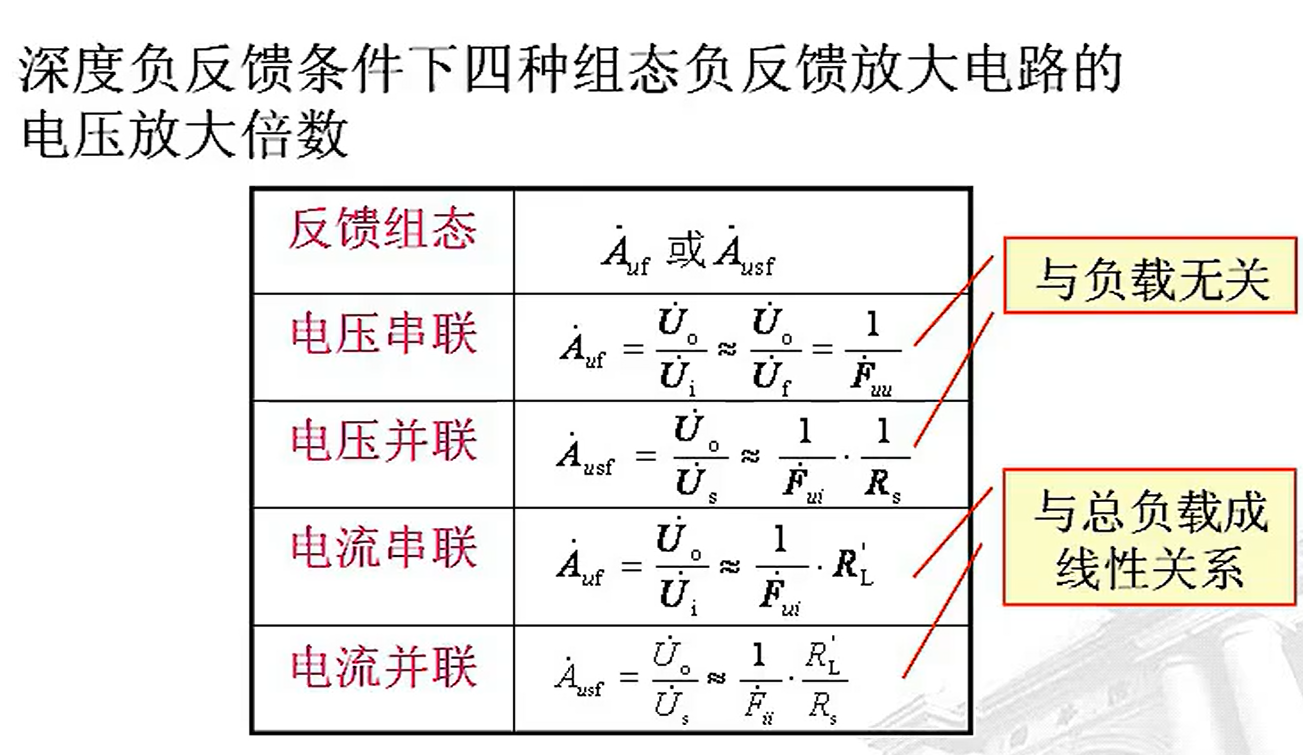 深度负反馈条件下四种组态负反馈放大电路的
电压放大倍数
反馈组态 $\dot{A}_{uf}$ 或 $\dot{A}_{usf}$
电压串联 $\dot{A}_{uf} = \frac{\dot{U}_o}{\dot{U}_i} \approx \frac{\dot{U}_o}{\dot{U}_f} = \frac{1}{\dot{F}_{uu}}$
电压并联 $\dot{A}_{usf} = \frac{\dot{U}_o}{\dot{U}_s} \approx \frac{1}{\dot{F}_{ui}} \cdot \frac{1}{R_s}$
电流串联 $\dot{A}_{uf} = \frac{\dot{U}_o}{\dot{U}_i} \approx \frac{1}{\dot{F}_{ui}} \cdot R_L'$
电流并联 $\dot{A}_{usf} = \frac{\dot{U}_o}{\dot{U}_s} \approx \frac{1}{\dot{F}_{ii}} \cdot \frac{R_L'}{R_s}$
与负载无关
与总负载成
线性关系